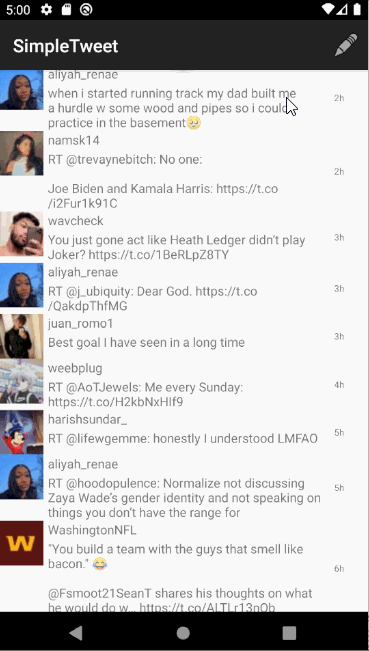 5:00
SimpleTweet
aliyah_renae
when i started running track my dad built me
a hurdle w some wood and pipes so i could
practice in the basement🥺
2h
namsk14
RT @trevaynebitch: No one:
2h
Joe Biden and Kamala Harris: https://t.co
/i2Fur1k91C
wavcheck
You just gone act like Heath Ledger didn't play
Joker? https://t.co/1BeRLpZ8TY
3h
aliyah_renae
RT @j_ubiquity: Dear God. https://t.co
/QakdpThfMG
3h
juan_romo1
Best goal I have seen in a long time
3h
weebplug
RT @AoTJewels: Me every Sunday:
https://t.co/H2kbNxHIf9
4h
harishsundar_
RT @lifewgemme: honestly I understood LMFAO
5h
aliyah_renae
RT @hoodopulence: Normalize not discussing
Zaya Wade's gender identity and not speaking on
things you don't have the range for
5h
W
WashingtonNFL
"You build a team with the guys that smell like
bacon." 😂
6h
@Fsmoot21SeanT shares his thoughts on what
he would do w... https://t.co/ALTLr13nQb